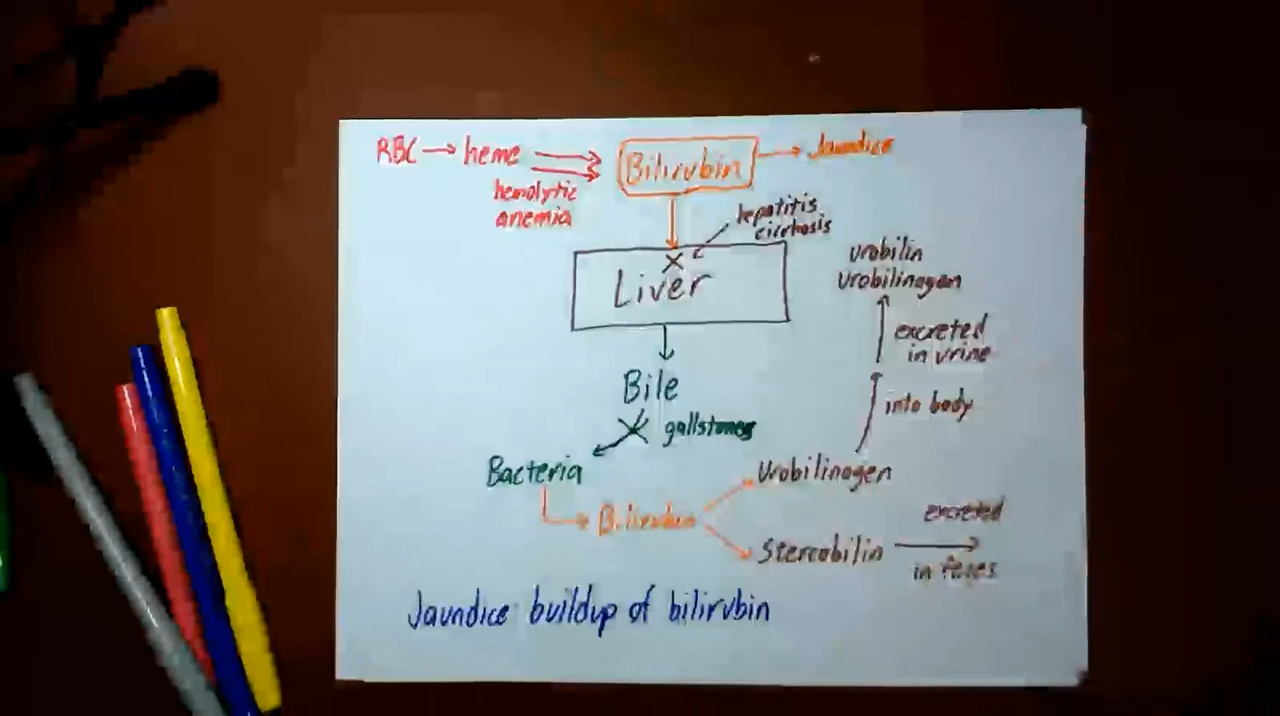 RBC → heme
hemolytic
anemia
Bilirubin
Jaundice
hepatitis
cirrhosis
Liver
urobilin
urobilinogen
excreted
in urine
into body
Bile
gallstones
Bacteria
Bilirubin
Urobilinogen
Stercobilin
excreted
in feces
Jaundice: buildup of bilirubin